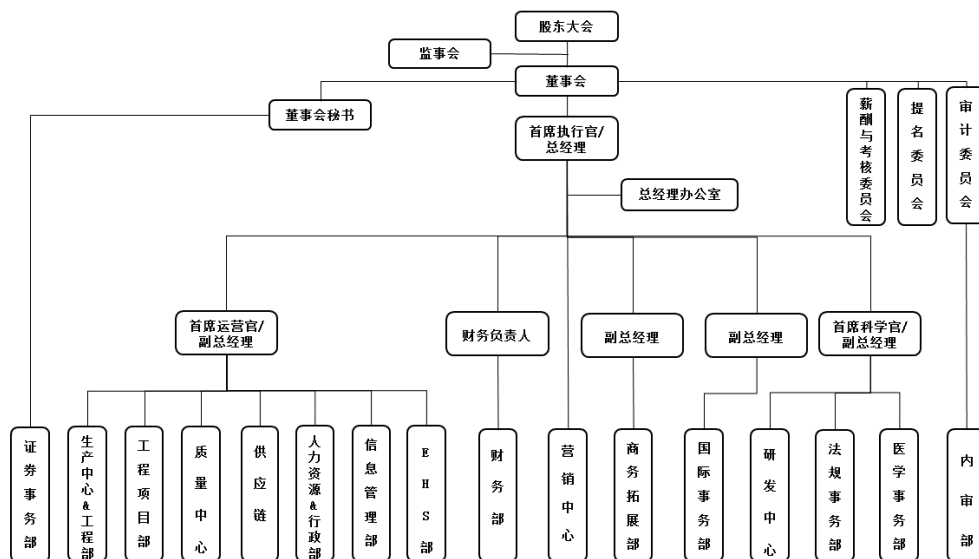 股东大会
监事会
董事会
董事会秘书
首席执行官/
总经理
薪酬与考核委员会
提名委员会
审计委员会
总经理办公室
首席运营官/
副总经理
财务负责人
副总经理
副总经理
首席科学官/
副总经理
证券事务部
生产中心&工程部
工程项目部
质量中心
供应链
人力资源&行政部
信息管理部
EHS部
财务部
营销中心
商务拓展部
国际事务部
研发中心
法规事务部
医学事务部
内审部